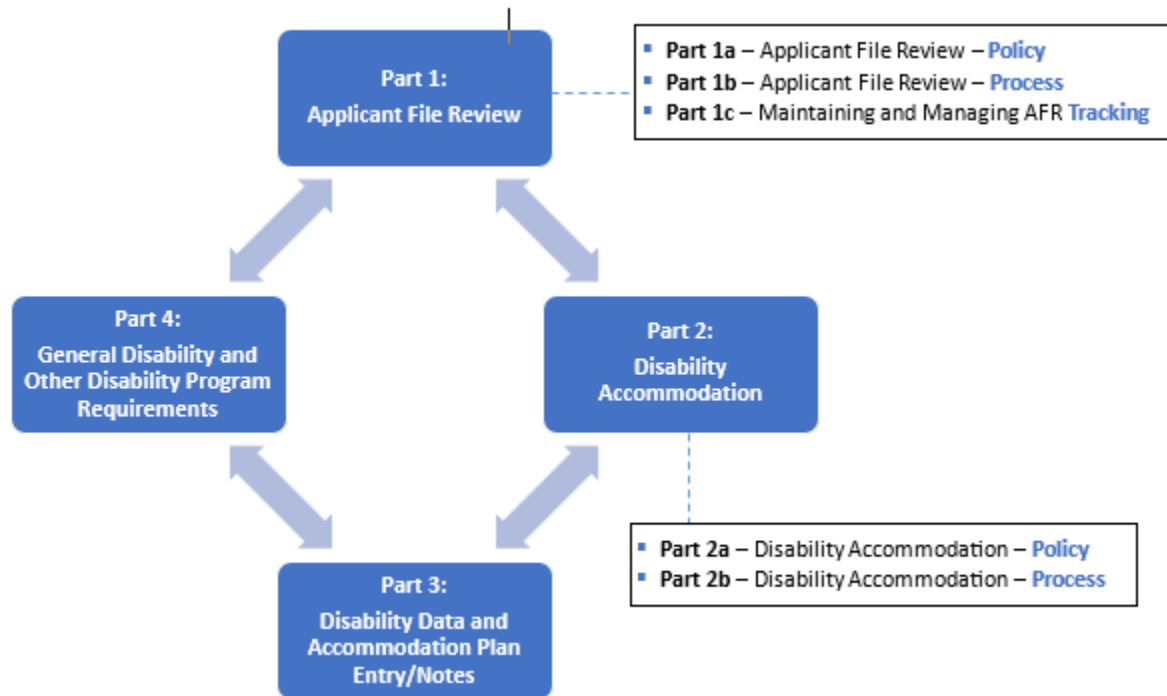 Part 1:
Applicant File Review
▪ Part 1a – Applicant File Review – Policy
▪ Part 1b – Applicant File Review – Process
▪ Part 1c – Maintaining and Managing AFR Tracking
Part 4:
General Disability and
Other Disability Program
Requirements
Part 2:
Disability
Accommodation
▪ Part 2a – Disability Accommodation – Policy
▪ Part 2b – Disability Accommodation – Process
Part 3:
Disability Data and
Accommodation Plan
Entry/Notes